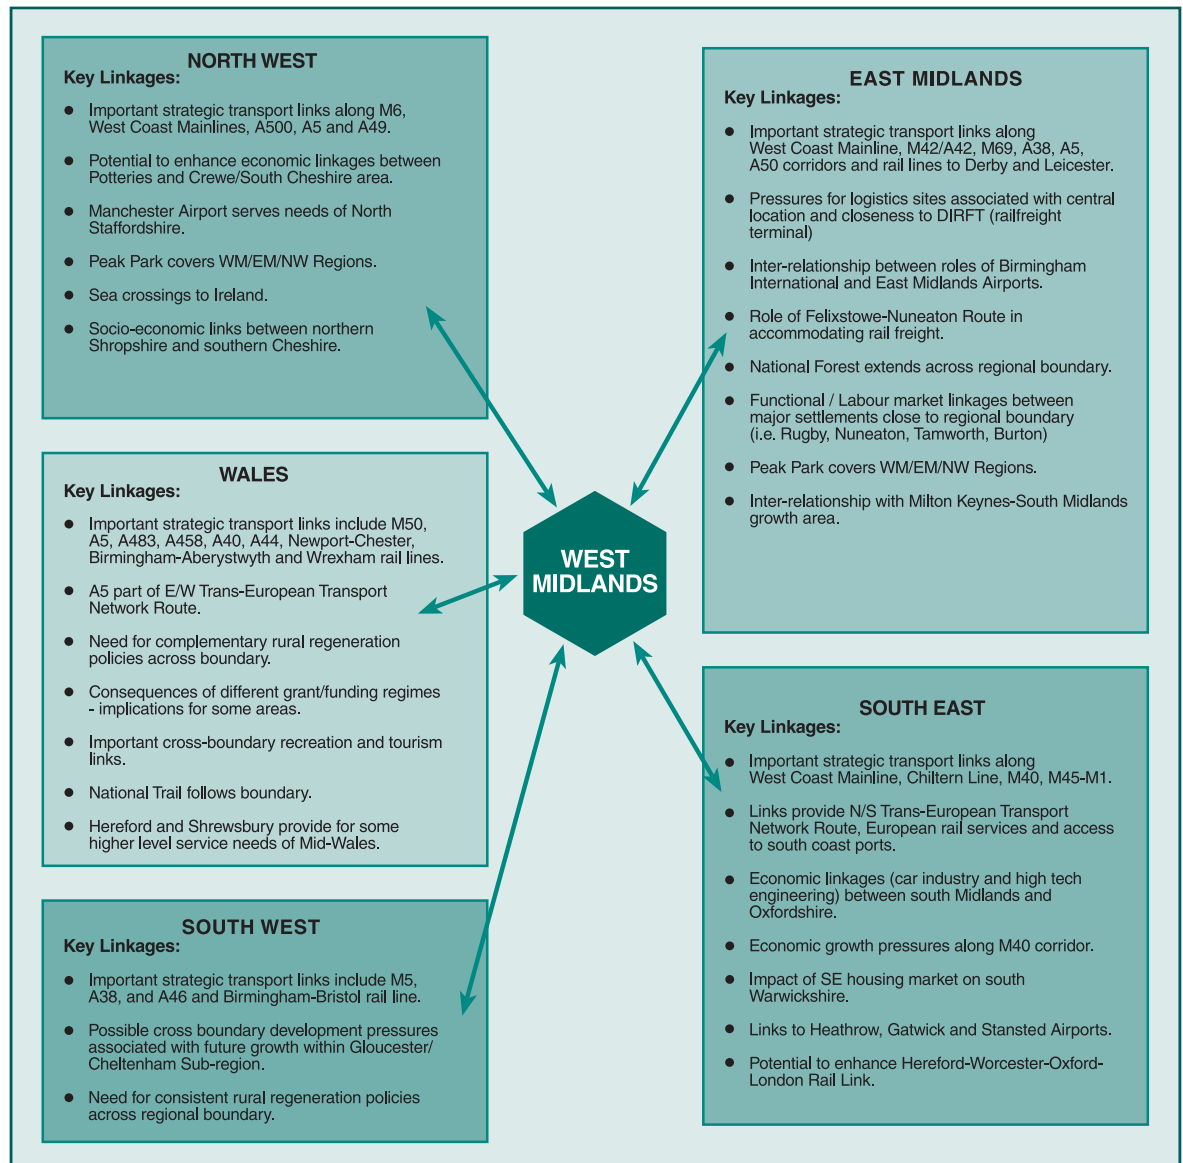 NORTH WEST
Key Linkages:
● Important strategic transport links along M6,
West Coast Mainlines, A500, A5 and A49.
● Potential to enhance economic linkages between
Potteries and Crewe/South Cheshire area.
● Manchester Airport serves needs of North
Staffordshire.
● Peak Park covers WM/EM/NW Regions.
● Sea crossings to Ireland.
● Socio-economic links between northern
Shropshire and southern Cheshire.
WALES
Key Linkages:
● Important strategic transport links include M50,
A5, A483, A458, A40, A44, Newport-Chester,
Birmingham-Aberystwyth and Wrexham rail lines.
● A5 part of E/W Trans-European Transport
Network Route.
● Need for complementary rural regeneration
policies across boundary.
● Consequences of different grant/funding regimes
- implications for some areas.
● Important cross-boundary recreation and tourism
links.
● National Trail follows boundary.
● Hereford and Shrewsbury provide for some
higher level service needs of Mid-Wales.
SOUTH WEST
Key Linkages:
● Important strategic transport links include M5,
A38, and A46 and Birmingham-Bristol rail line.
● Possible cross boundary development pressures
associated with future growth within Gloucester/
Cheltenham Sub-region.
● Need for consistent rural regeneration policies
across regional boundary.
WEST
MIDLANDS
EAST MIDLANDS
Key Linkages:
● Important strategic transport links along
West Coast Mainline, M42/A42, M69, A38, A5,
A50 corridors and rail lines to Derby and Leicester.
● Pressures for logistics sites associated with central
location and closeness to DIRFT (railfreight
terminal)
● Inter-relationship between roles of Birmingham
International and East Midlands Airports.
● Role of Felixstowe-Nuneaton Route in
accommodating rail freight.
● National Forest extends across regional boundary.
● Functional / Labour market linkages between
major settlements close to regional boundary
(i.e. Rugby, Nuneaton, Tamworth, Burton)
● Peak Park covers WM/EM/NW Regions.
● Inter-relationship with Milton Keynes-South Midlands
growth area.
SOUTH EAST
Key Linkages:
● Important strategic transport links along
West Coast Mainline, Chiltern Line, M40, M45-M1.
● Links provide N/S Trans-European Transport
Network Route, European rail services and access
to south coast ports.
● Economic linkages (car industry and high tech
engineering) between south Midlands and
Oxfordshire.
● Economic growth pressures along M40 corridor.
● Impact of SE housing market on south
Warwickshire.
● Links to Heathrow, Gatwick and Stansted Airports.
● Potential to enhance Hereford-Worcester-Oxford-
London Rail Link.